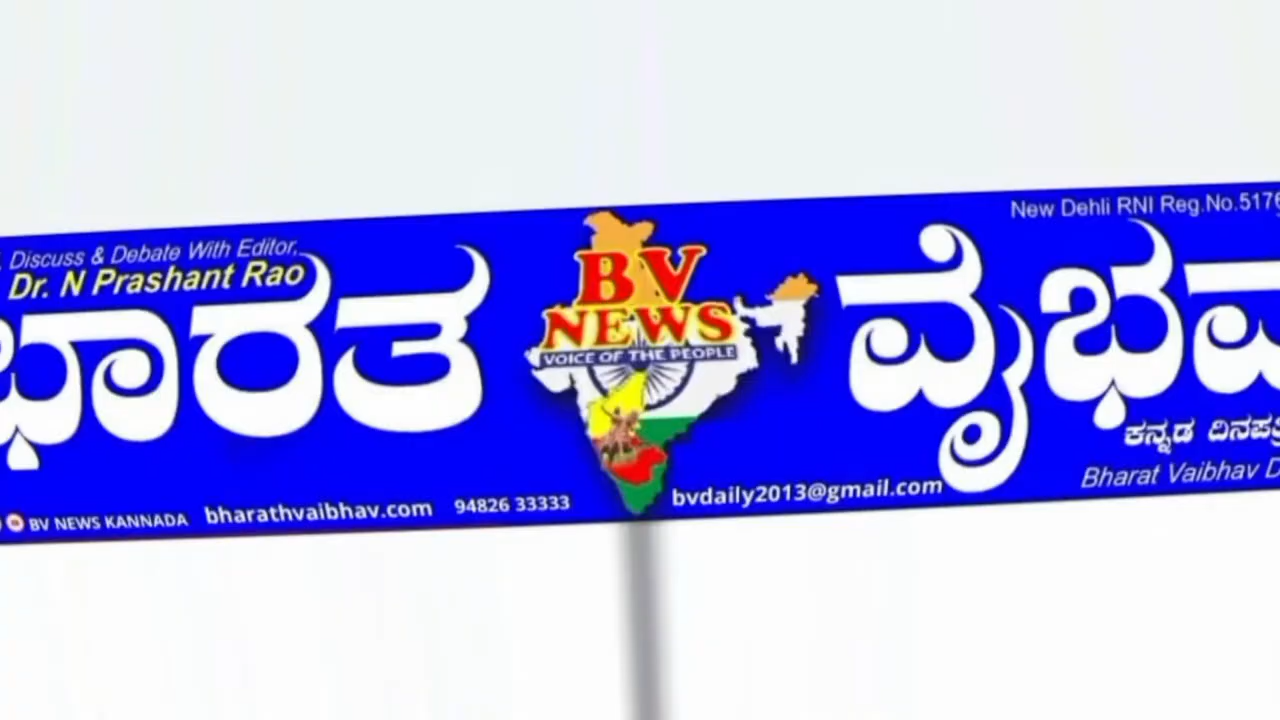 Discuss & Debate With Editor,
Dr. N Prashant Rao
ಭಾರತ
BV
NEWS
VOICE OF THE PEOPLE
New Dehli RNI Reg.No.5176
ವೈಭವ
ಕನ್ನಡ
Bharat Vaibhav D
BV NEWS KANNADA
bharathvaibhav.com
94826 33333
bvdaily2013@gmail.com